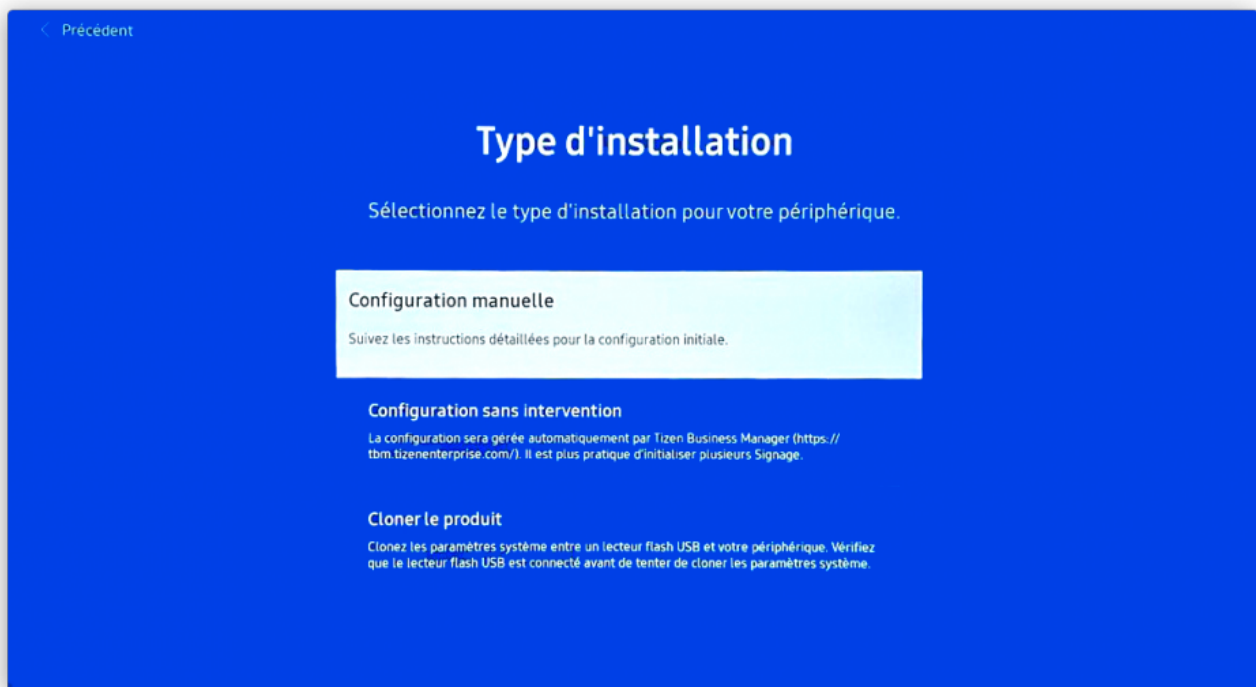 Précédent
Type d'installation
Sélectionnez le type d'installation pour votre périphérique.
Configuration manuelle
Suivez les instructions détaillées pour la configuration initiale.
Configuration sans intervention
La configuration sera gérée automatiquement par Tizen Business Manager (https://
tbm.tizenenterprise.com/). Il est plus pratique d'initialiser plusieurs Signage.
Cloner le produit
Clonez les paramètres système entre un lecteur flash USB et votre périphérique. Vérifiez
que le lecteur flash USB est connecté avant de tenter de cloner les paramètres système.